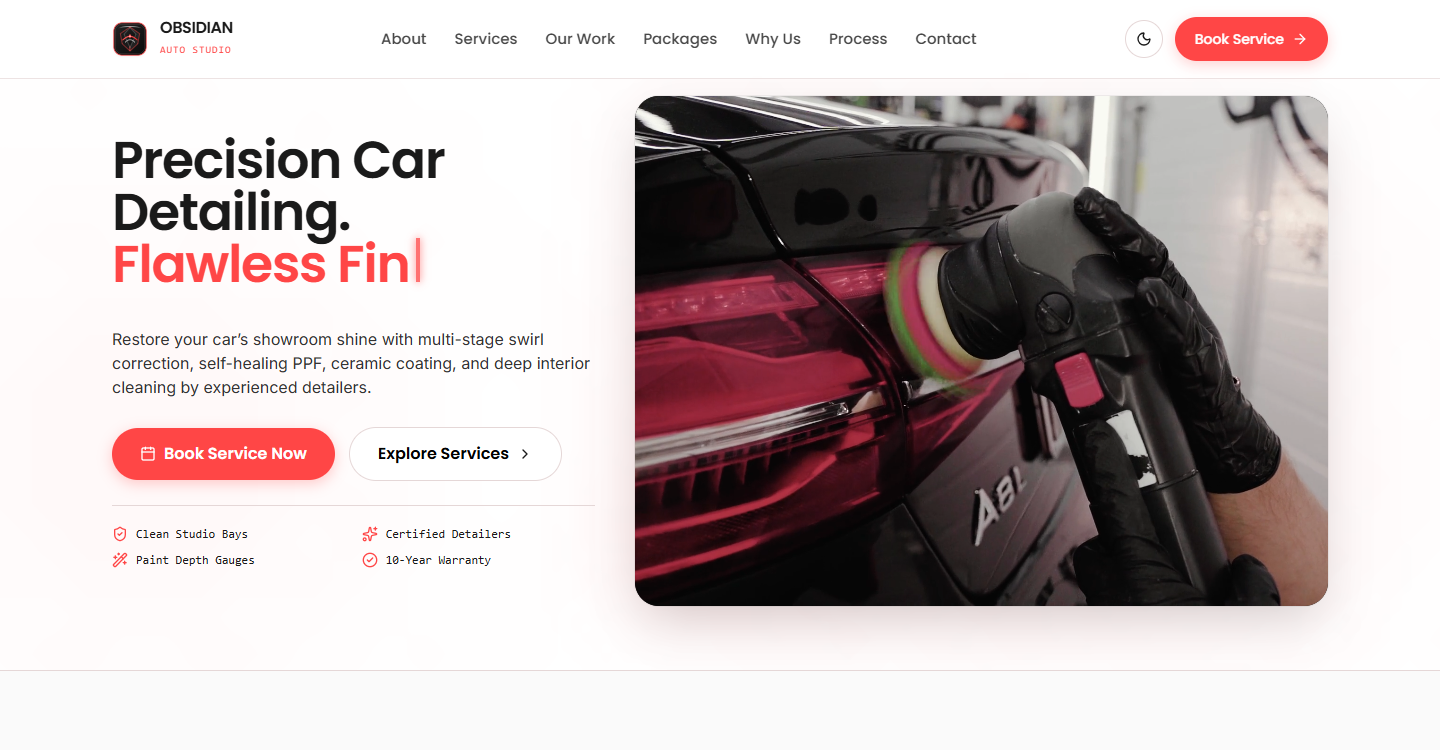 OBSIDIAN
AUTO STUDIO
About Services Our Work Packages Why Us Process Contact
Book Service
Precision Car
Detailing.
Flawless Fin
Restore your car’s showroom shine with multi-stage swirl
correction, self-healing PPF, ceramic coating, and deep interior
cleaning by experienced detailers.
Book Service Now
Explore Services
Clean Studio Bays
Certified Detailers
Paint Depth Gauges
10-Year Warranty
A8L